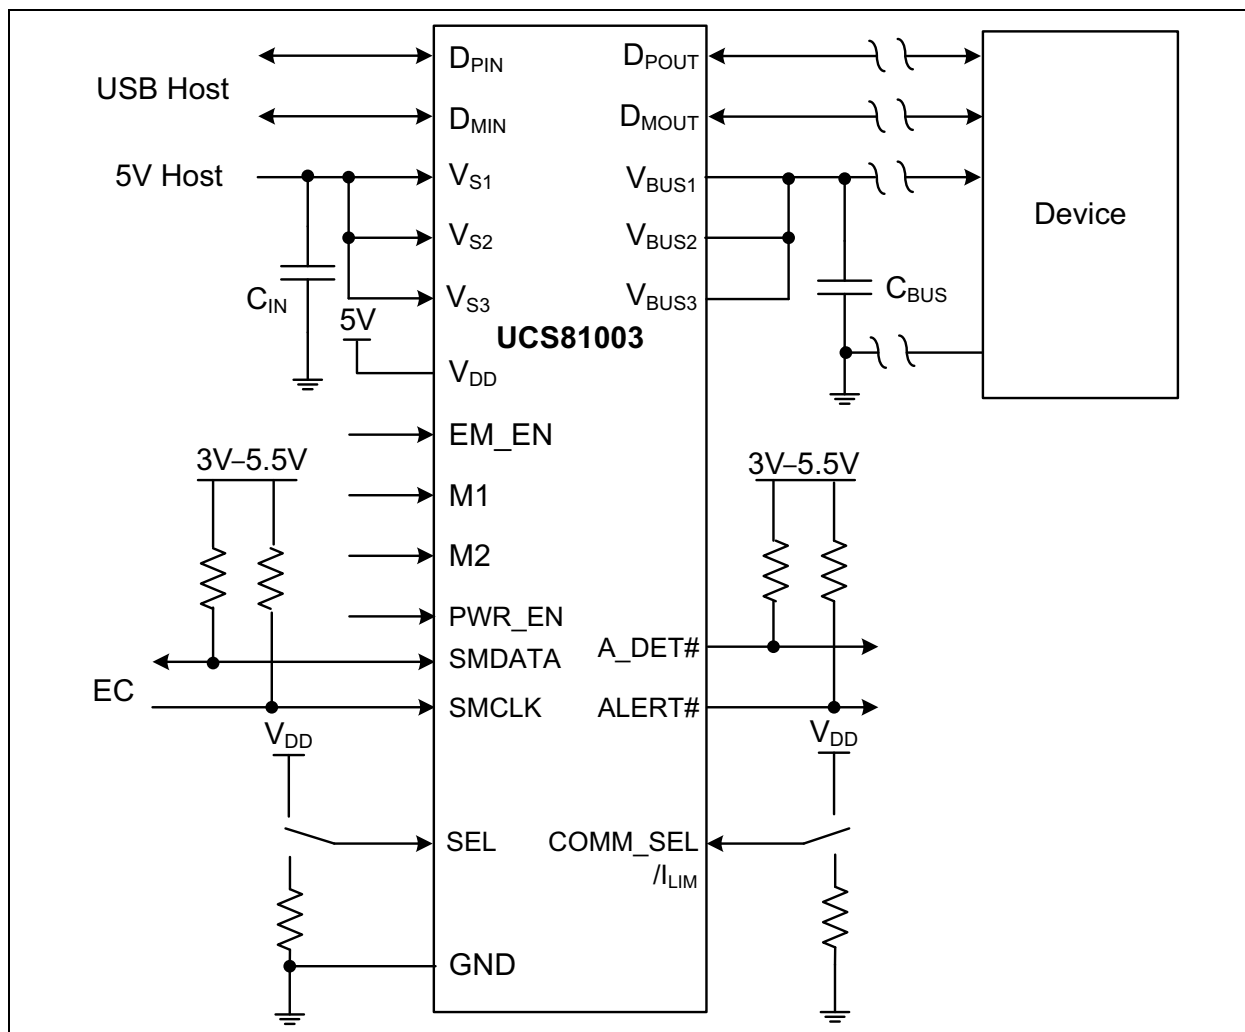 USB Host
5V Host
DPIN
DMIN
VS1
VS2
VS3
CIN
5V
VDD
EM_EN
M1
M2
PWR_EN
3V–5.5V
SMDATA
EC
SMCLK
VDD
SEL
GND
UCS81003
DPOUT
DMOUT
VBUS1
VBUS2
VBUS3
CBUS
Device
3V–5.5V
A_DET#
ALERT#
VDD
COMM_SEL
/ILIM